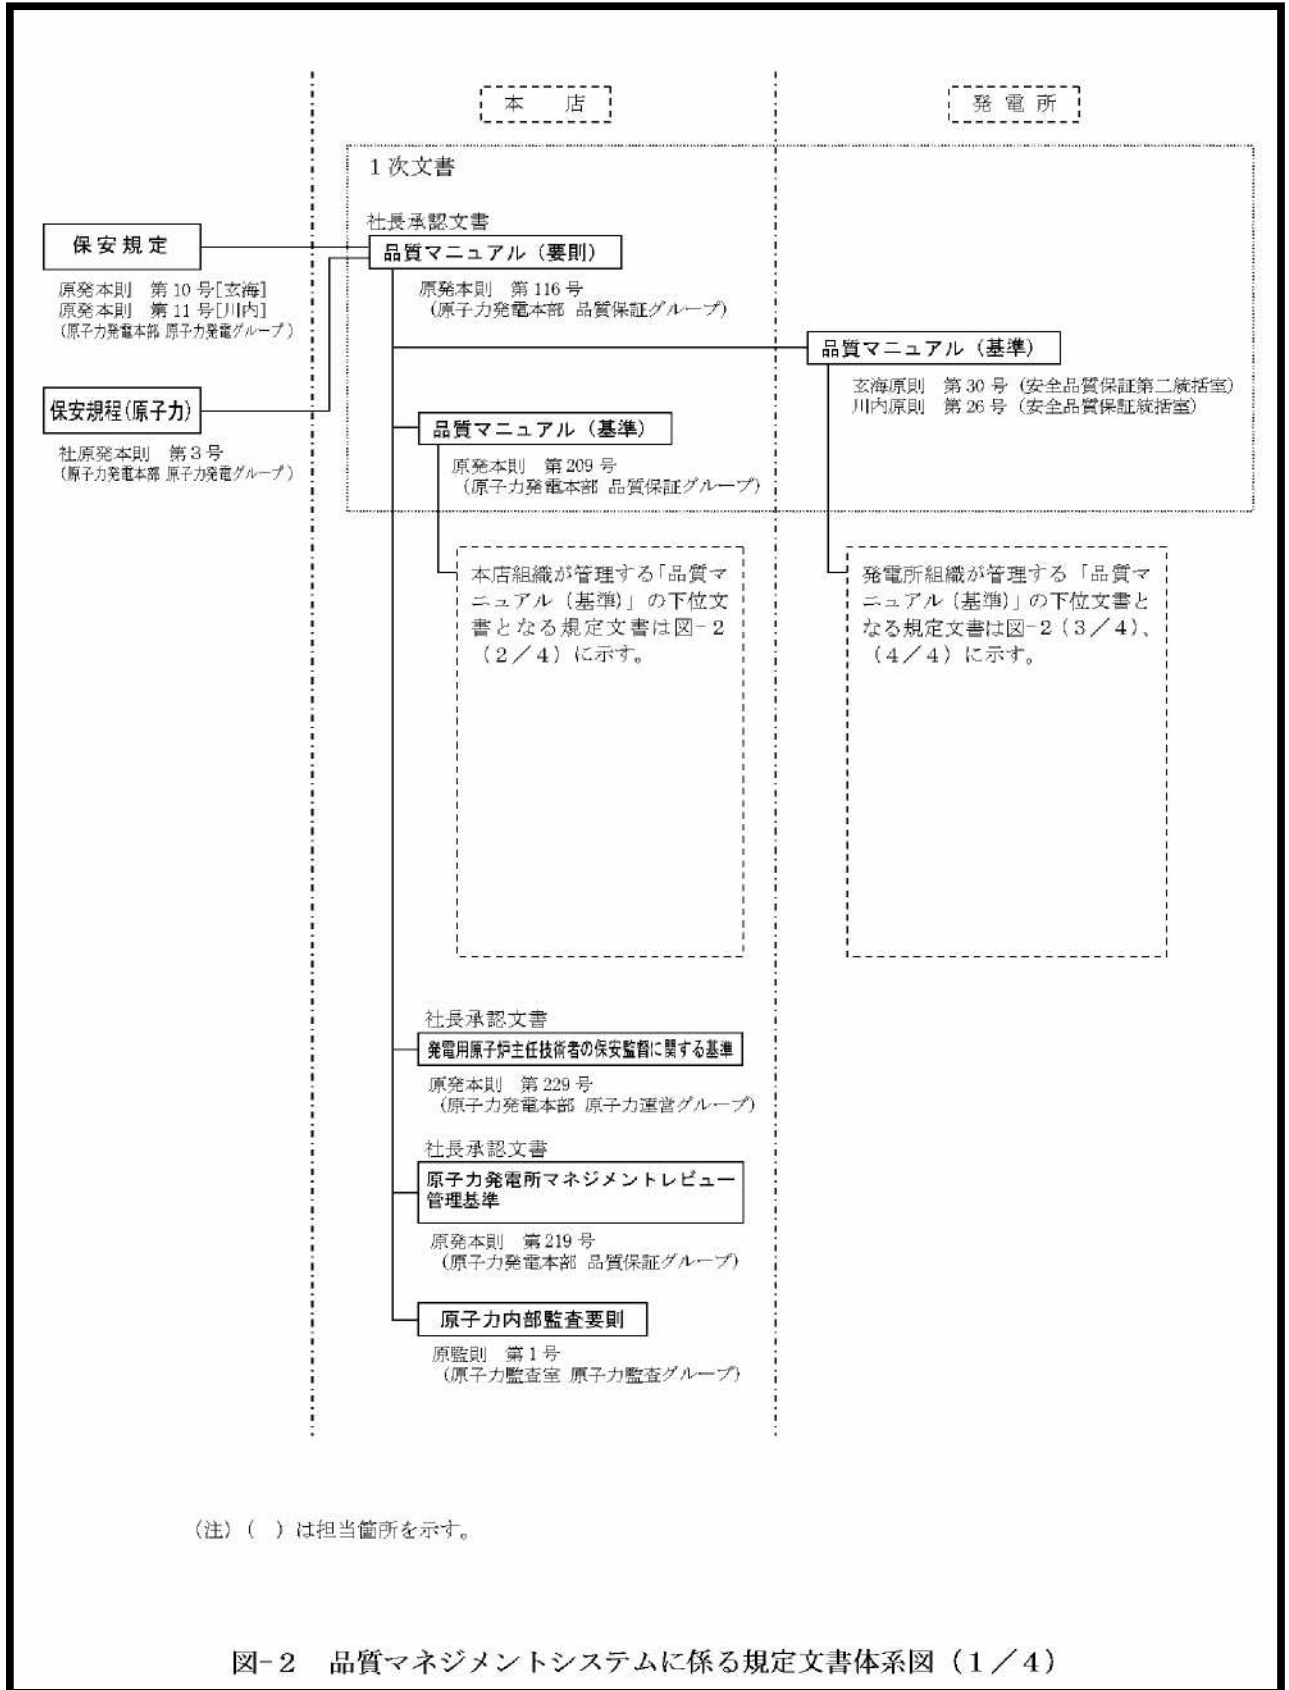 本　店
発 電 所
１次文書
社長承認文書
保 安 規 定
品質マニュアル（要則）
原発本則　第 10 号[玄海]
原発本則　第 11 号[川内]
（原子力発電本部 原子力発電グループ）
原発本則　第 116 号
（原子力発電本部 品質保証グループ）
品質マニュアル（基準）
玄海原則　第 30 号（安全品質保証第二統括室）
川内原則　第 26 号（安全品質保証統括室）
保安規程(原子力)
社原発本則　第３号
（原子力発電本部 原子力発電グループ）
品質マニュアル（基準）
原発本則　第 209 号
（原子力発電本部 品質保証グループ）
本店組織が管理する「品質マ
ニュアル（基準）」の下位文
書となる規定文書は図-２
（２／４）に示す。
発電所組織が管理する「品質マ
ニュアル（基準）」の下位文書と
なる規定文書は図-２（３／４）、
（４／４）に示す。
社長承認文書
発電用原子炉主任技術者の保安監督に関する基準
原発本則　第 229 号
（原子力発電本部 原子力運営グループ）
社長承認文書
原子力発電所マネジメントレビュー
管理基準
原発本則　第 219 号
（原子力発電本部 品質保証グループ）
原子力内部監査要則
原監則　第１号
（原子力監査室 原子力監査グループ）
（注）（　）は担当箇所を示す。
図-２　品質マネジメントシステムに係る規定文書体系図（１／４）